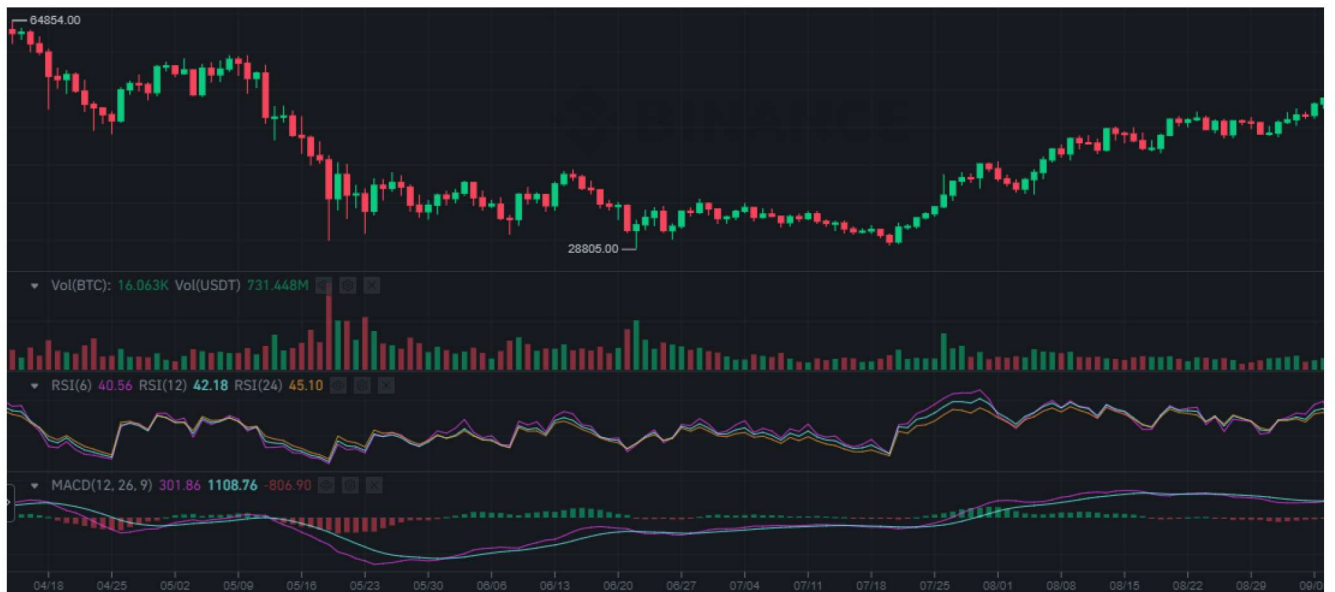 64854.00
28805.00
Vol(BTC): 16.063K Vol(USDT) 731.448M
RSI(6) 40.56 RSI(12) 42.18 RSI(24) 45.10
MACD(12, 26, 9) 301.86 1108.76 -806.90
04/18 04/25 05/02 05/09 05/16 05/23 05/30 06/06 06/13 06/20 06/27 07/04 07/11 07/18 07/25 08/01 08/08 08/15 08/22 08/29